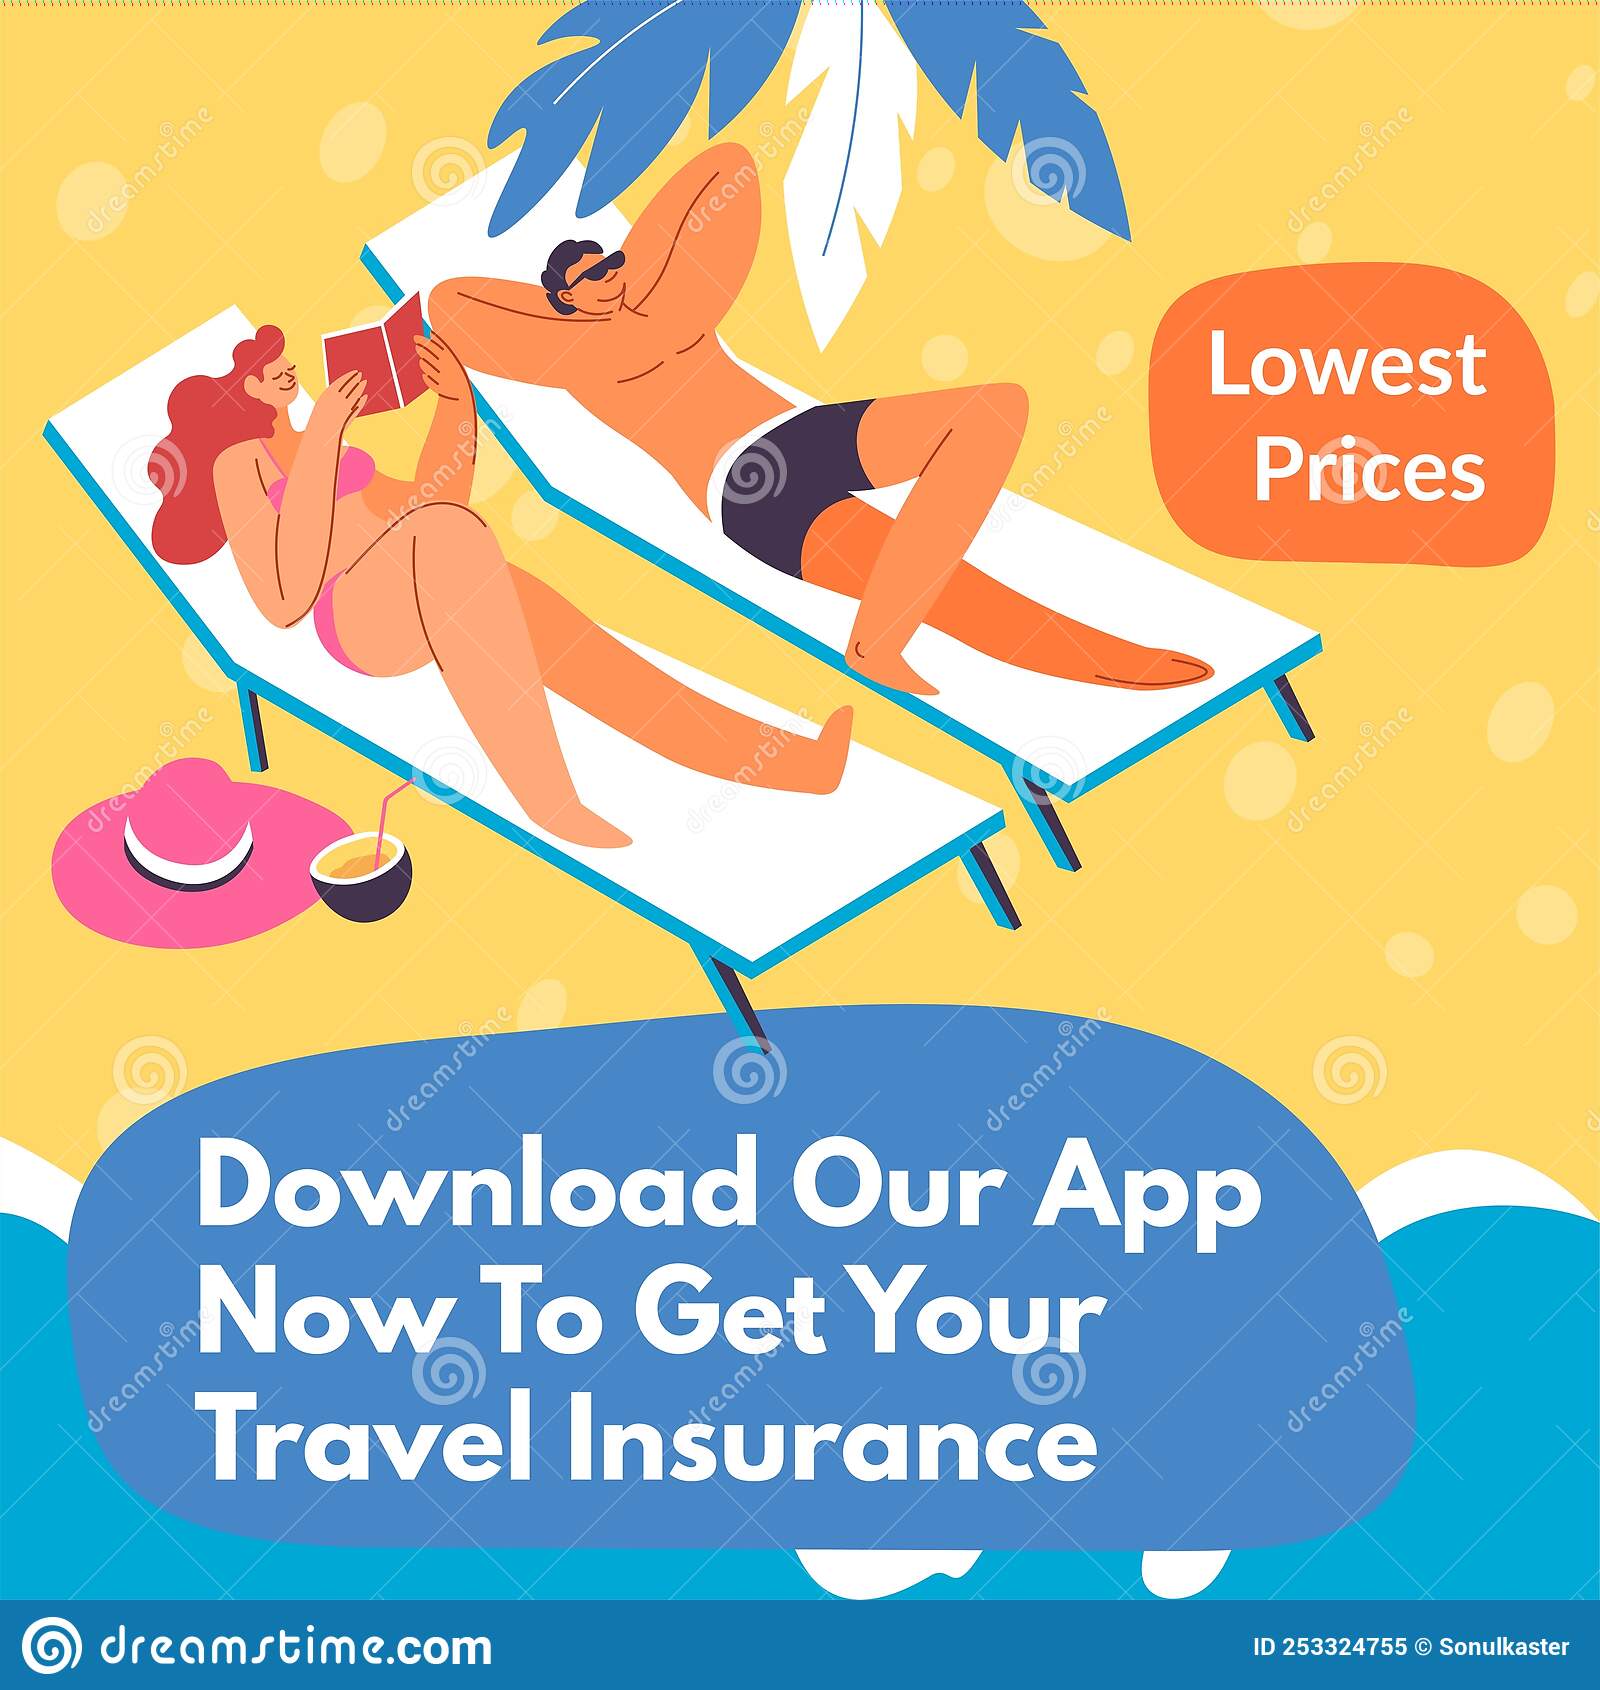 Lowest
Prices
Download Our App
Now To Get Your
Travel Insurance
dreamstime.com
ID 253324755 © Sonulkaster